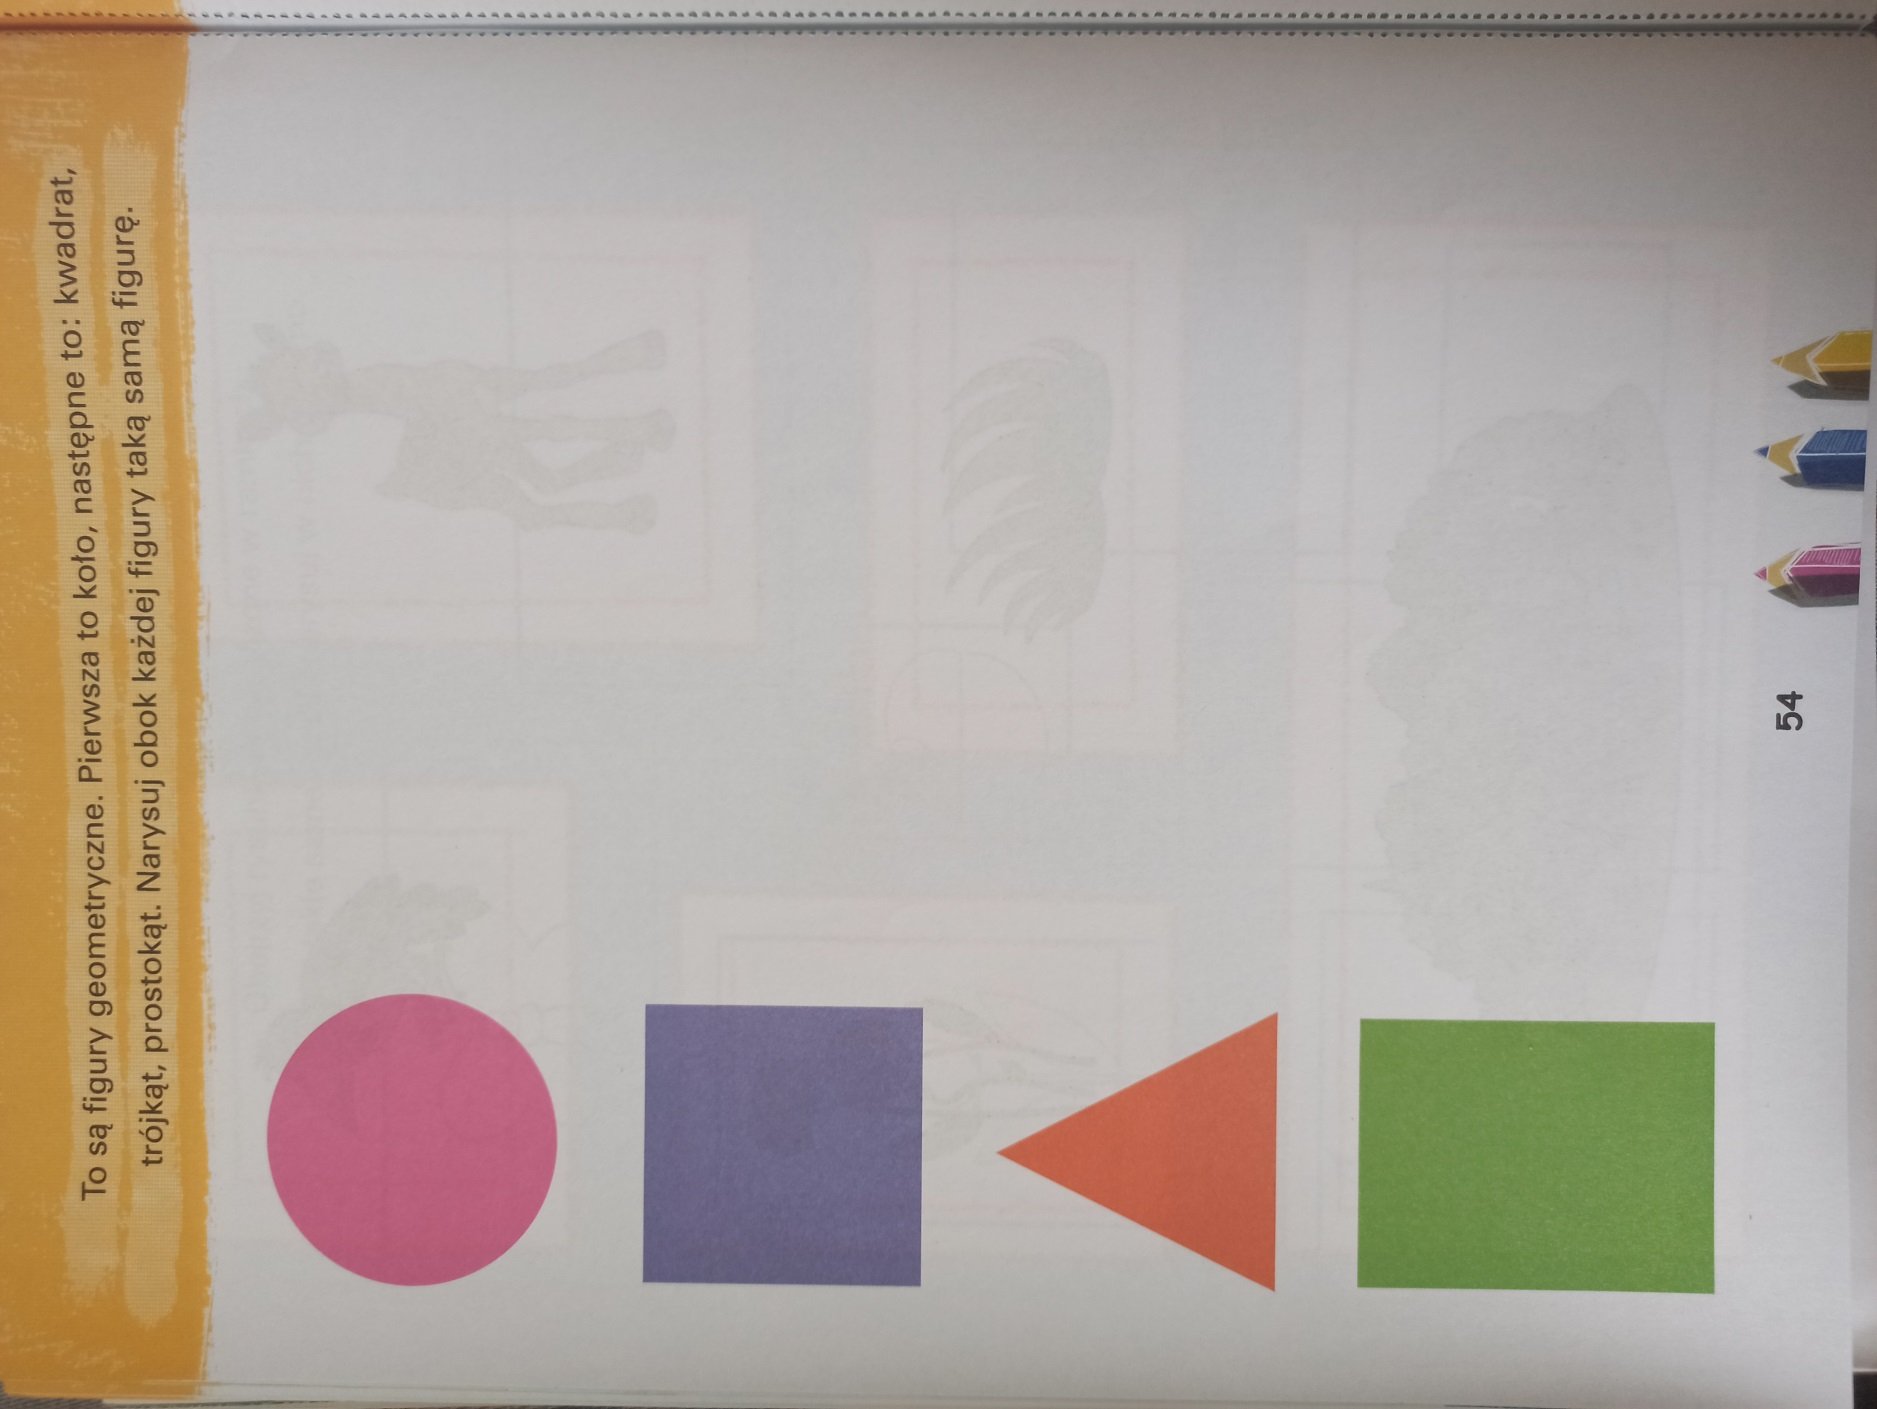 To są figury geometryczne. Pierwsza to koło, następne to: kwadrat,
trójkąt, prostokąt. Narysuj obok każdej figury taką samą figurę.
54